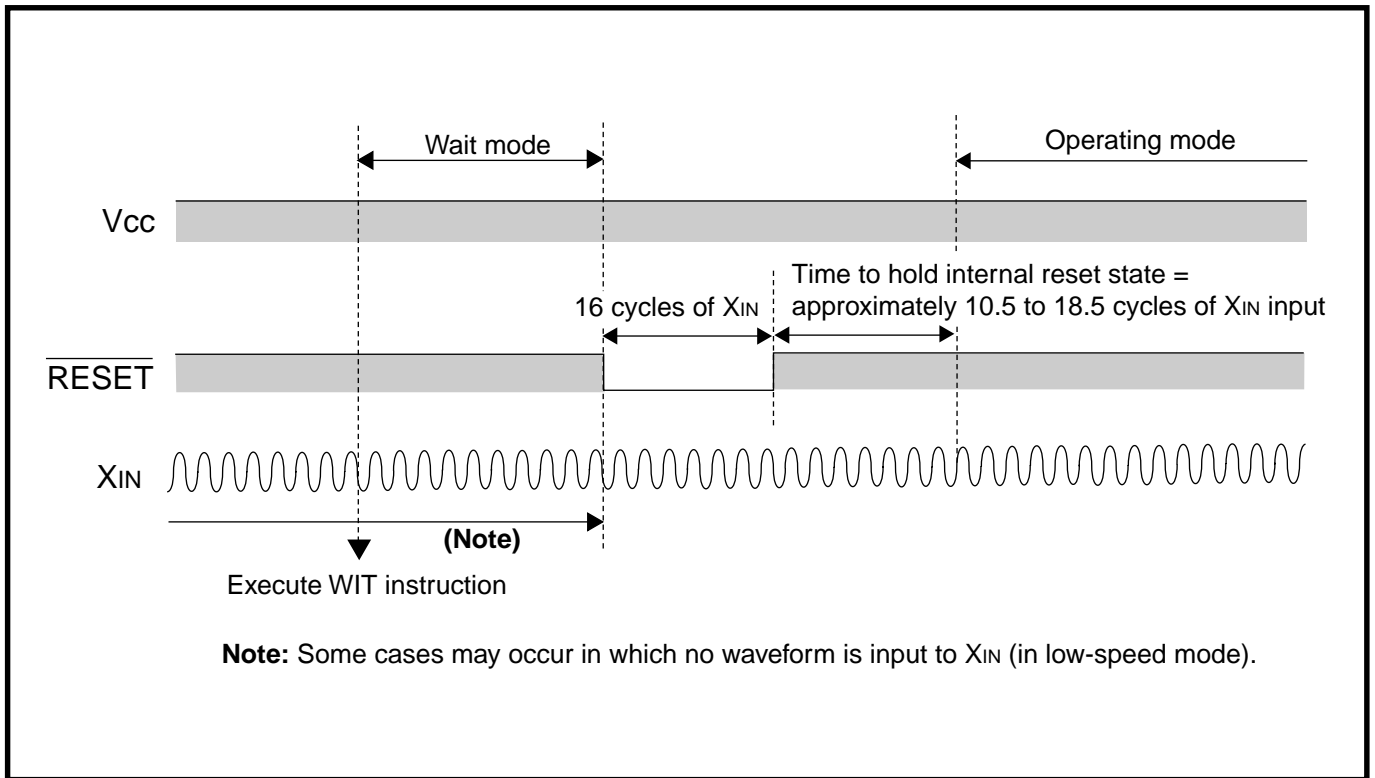 Wait mode
Operating mode
Vcc
Time to hold internal reset state =
approximately 10.5 to 18.5 cycles of XIN input
16 cycles of XIN
RESET
XIN
(Note)
Execute WIT instruction
Note: Some cases may occur in which no waveform is input to XIN (in low-speed mode).